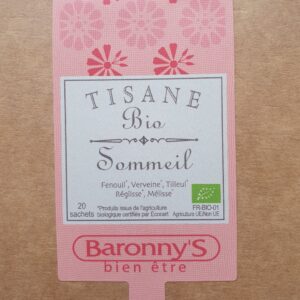 TISANE
Bio
Sommeil
Fenouil*, Verveine*, Tilleul*
Réglisse*, Mélisse*
20 sachets
*Produits issus de l'agriculture
biologique certifiés par Ecocert
FR-BIO-01
Agriculture UE/Non UE
Baronny'S
bien être